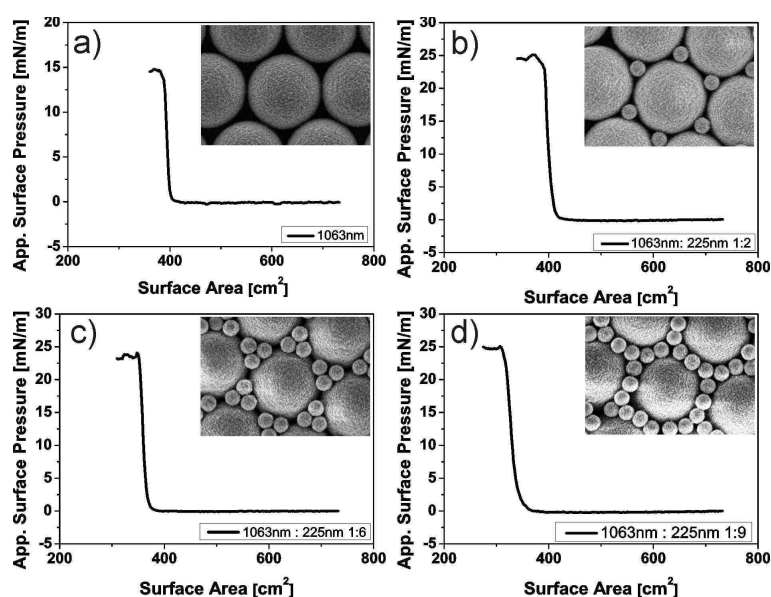 a)
App. Surface Pressure [mN/m]
20
15
10
5
0
-5
200
400
600
800
Surface Area [cm²]
1063nm
b)
App. Surface Pressure [mN/m]
30
25
20
15
10
5
0
-5
200
400
600
800
Surface Area [cm²]
1063nm: 225nm 1:2
c)
App. Surface Pressure [mN/m]
30
25
20
15
10
5
0
-5
200
400
600
800
Surface Area [cm²]
1063nm : 225nm 1:6
d)
App. Surface Pressure [mN/m]
30
25
20
15
10
5
0
-5
200
400
600
800
Surface Area [cm²]
1063nm : 225nm 1:9